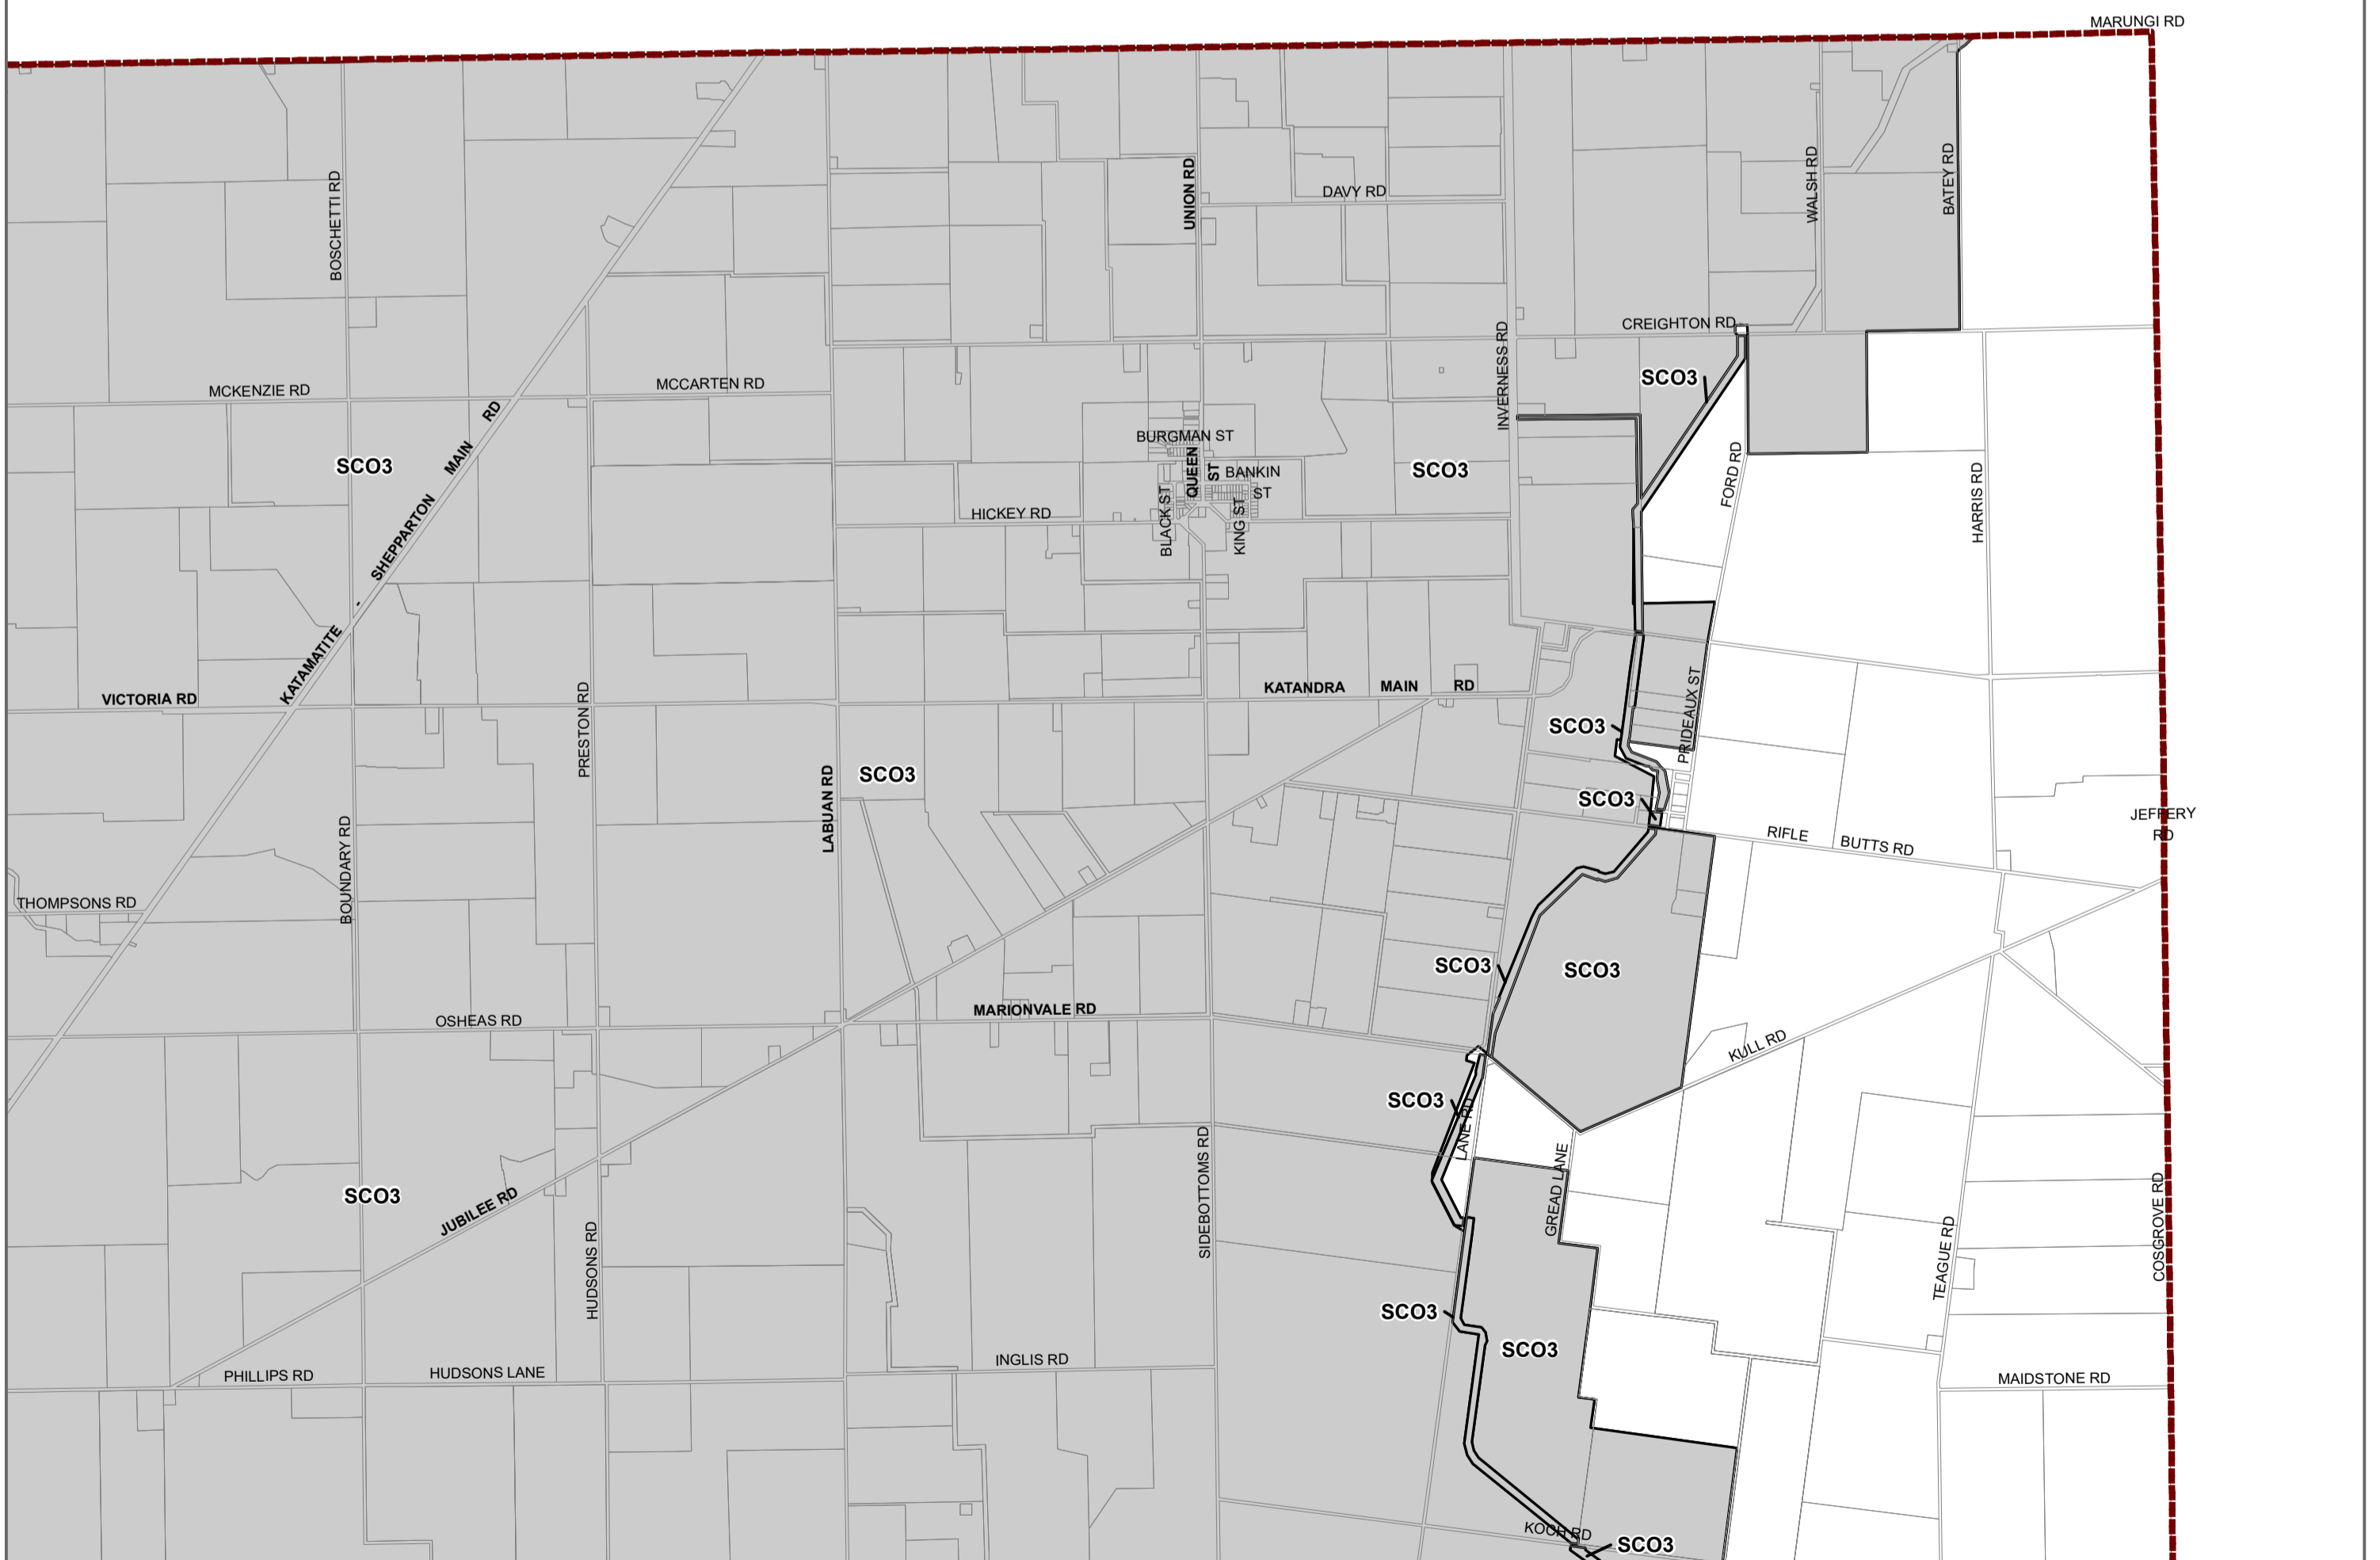 MARUNGI RD
BOSCHETTI RD
UNION RD
DAVY RD
WALSH RD
BATEY RD
CREIGHTON RD
INVERNESS RD
MCKENZIE RD
MCCARTEN RD
SCO3
SCO3
KATAMATITE SHEPPARTON MAIN RD
BURGMAN ST
QUEEN ST
BANKIN
ST
SCO3
FORD RD
HARRIS RD
HICKEY RD
BLACK ST
KING ST
VICTORIA RD
PRESTON RD
KATANDRA MAIN RD
PRIDEAUX ST
SCO3
SCO3
LABUAN RD
SCO3
JEFFERY
RD
RIFLE BUTTS RD
BOUNDARY RD
THOMPSONS RD
SCO3
SCO3
MARIONVALE RD
OSHEAS RD
KULL RD
SCO3
LANE RD
SIDEBOTTOMS RD
GREAD LANE
SCO3
JUBILEE RD
HUDSONS RD
TEAGUE RD
COSGROVE RD
SCO3
SCO3
INGLIS RD
PHILLIPS RD
HUDSONS LANE
MAIDSTONE RD
KOCH RD
SCO3